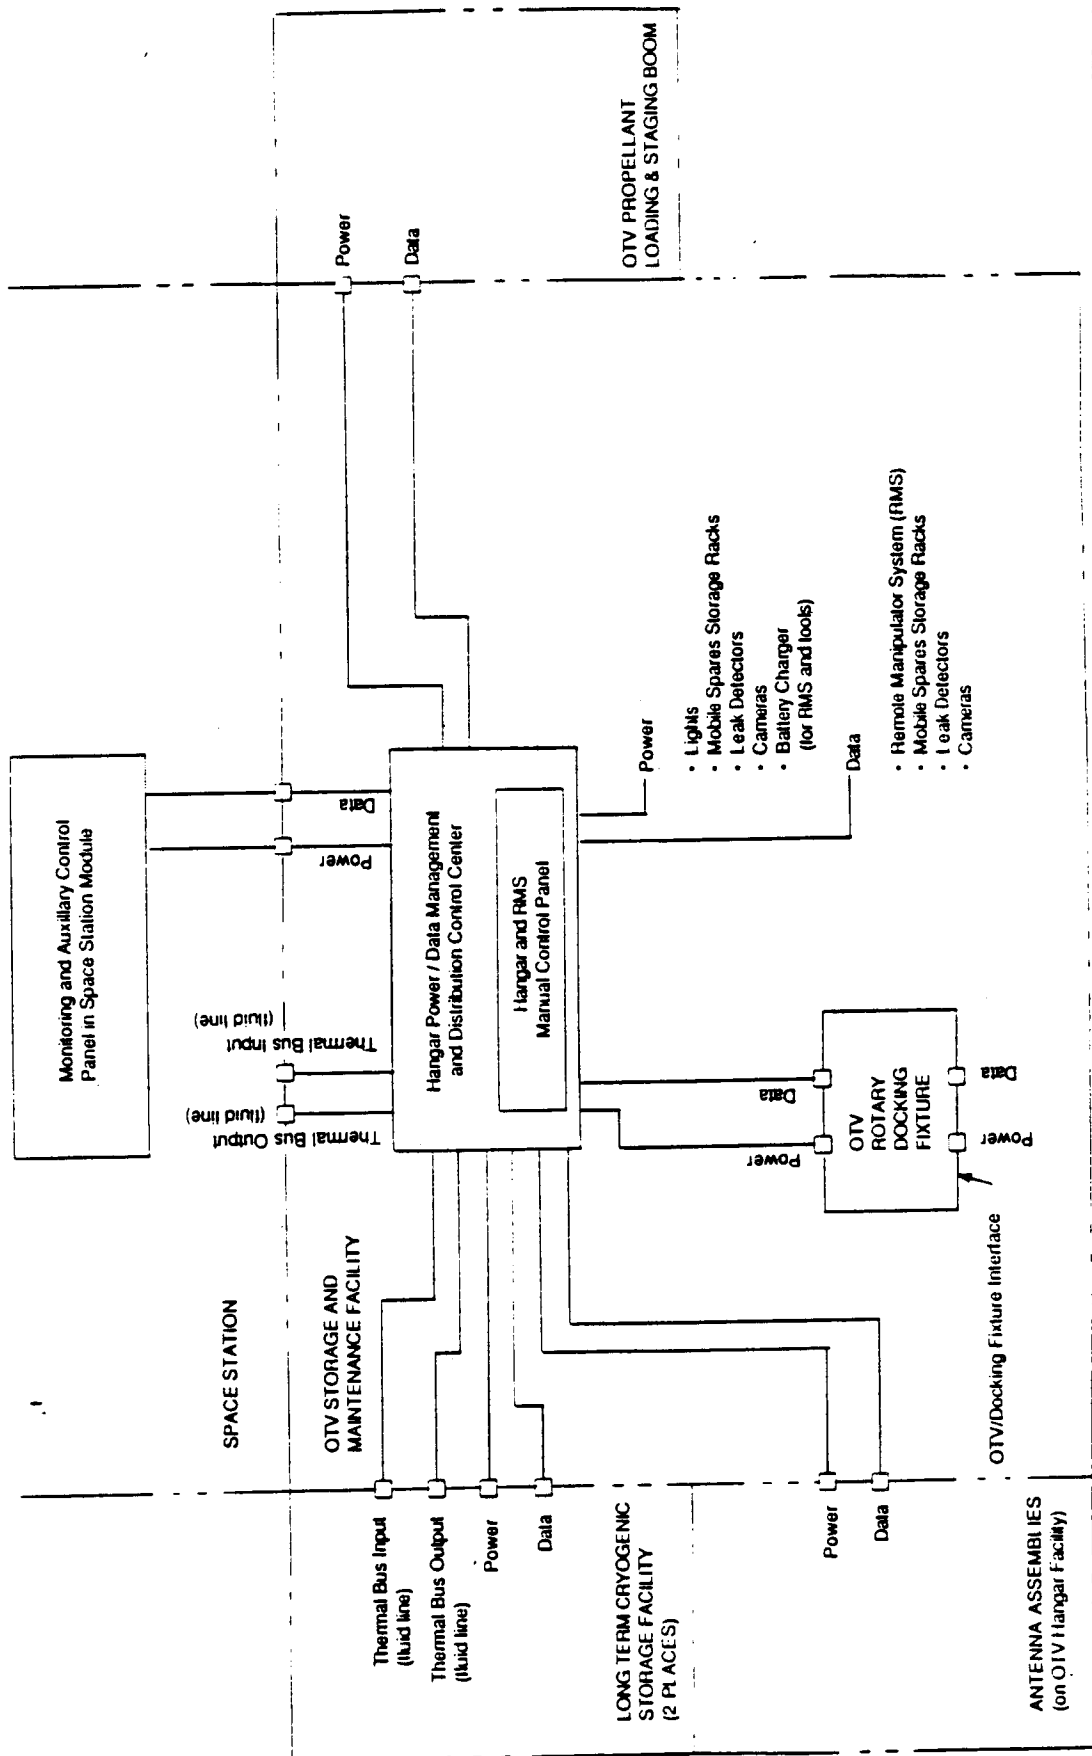 Monitoring and Auxillary Control
Panel in Space Station Module
SPACE STATION
Thermal Bus Output
(fluid line)
Thermal Bus Input
(fluid line)
Power
Data
OTV STORAGE AND
MAINTENANCE FACILITY
Thermal Bus Input
(fluid line)
Thermal Bus Output
(fluid line)
Power
Data
LONG TERM CRYOGENIC
STORAGE FACILITY
(2 PLACES)
Hangar Power / Data Management
and Distribution Control Center
Hangar and RMS
Manual Control Panel
Power
Data
OTV PROPELLANT
LOADING & STAGING BOOM
Power
• Lights
• Mobile Spares Storage Racks
• Leak Detectors
• Cameras
• Battery Charger
(for RMS and tools)
Data
• Remote Manipulator System (RMS)
• Mobile Spares Storage Racks
• Leak Detectors
• Cameras
Power
Data
OTV
ROTARY
DOCKING
FIXTURE
Power
Data
OTV/Docking Fixture Interface
Power
Data
ANTENNA ASSEMBLIES
(on OTV Hangar Facility)